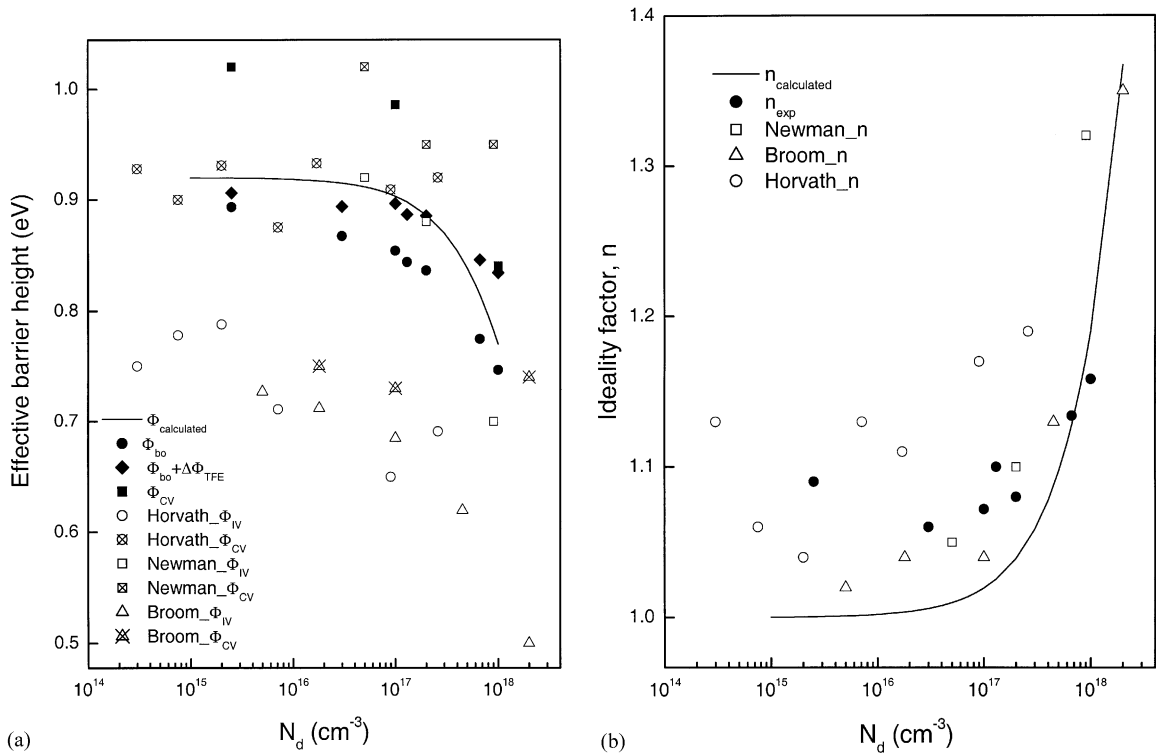 1.0
0.9
0.8
0.7
0.6
0.5
Effective barrier height (eV)
Φcalculated
Φbo
Φbo+ΔΦTFE
ΦCV
Horvath_ΦIV
Horvath_ΦCV
Newman_ΦIV
Newman_ΦCV
Broom_ΦIV
Broom_ΦCV
10^14 10^15 10^16 10^17 10^18
Nd (cm^-3)
(a)
1.4
1.3
1.2
1.1
1.0
Ideality factor, n
ncalculated
nexp
Newman_n
Broom_n
Horvath_n
10^14 10^15 10^16 10^17 10^18
Nd (cm^-3)
(b)